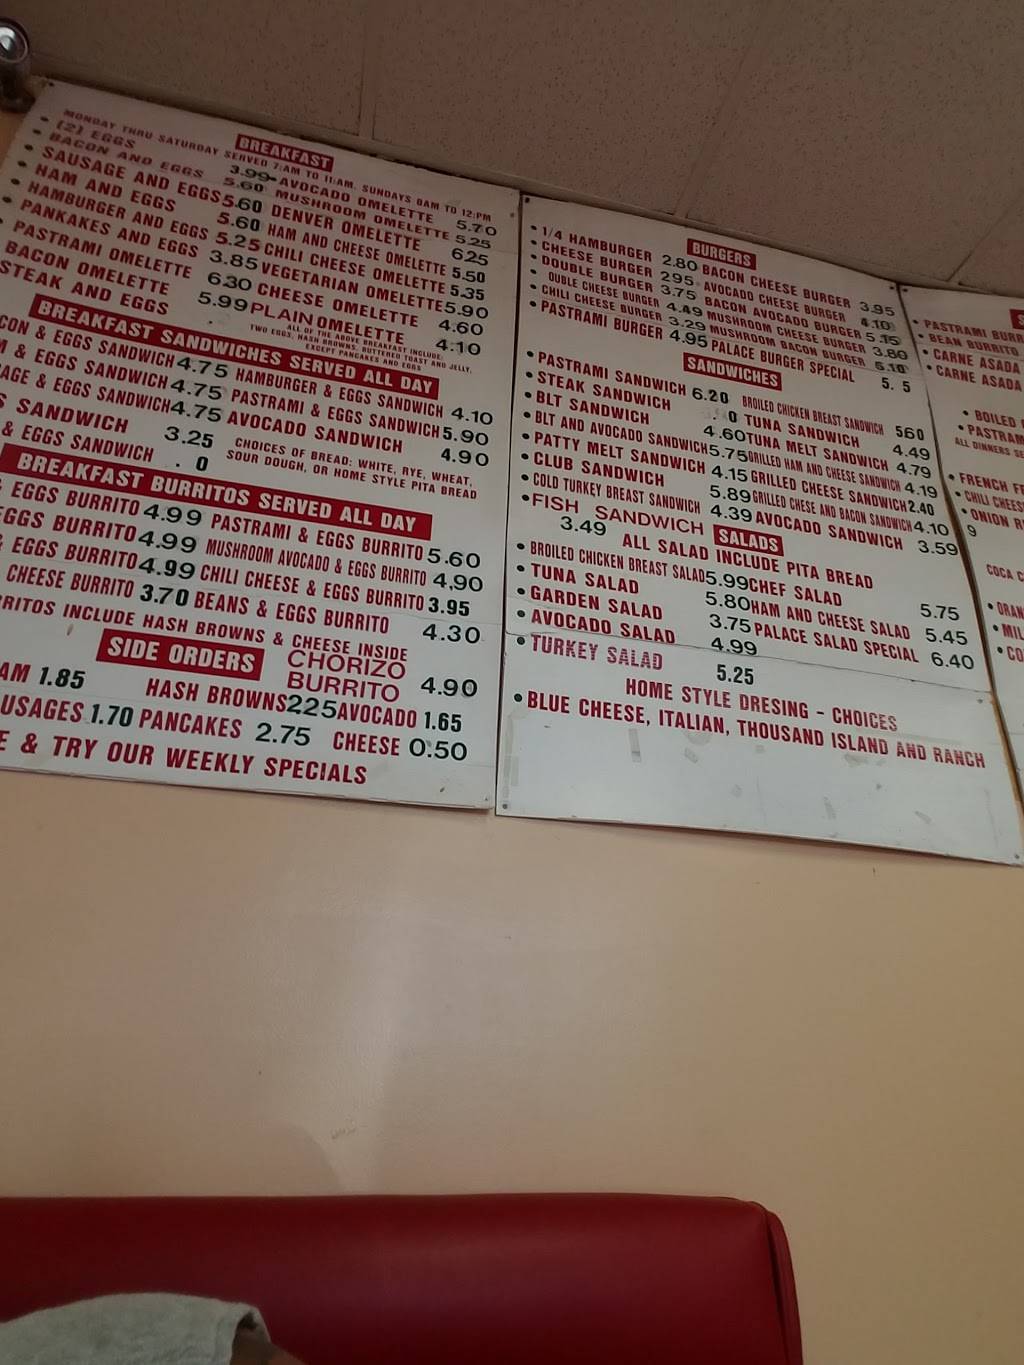 BREAKFAST
MONDAY THRU SATURDAY SERVED 7:AM TO 11:AM. SUNDAYS 8AM TO 12:PM
• (2) EGGS 3.99
• BACON AND EGGS 5.60
• SAUSAGE AND EGGS 5.60
• HAM AND EGGS 5.60
• HAMBURGER AND EGGS 5.25
• PANKAKES AND EGGS 3.85
• PASTRAMI OMELETTE 6.30
BACON OMELETTE 5.99
STEAK AND EGGS
AVOCADO OMELETTE 5.70
MUSHROOM OMELETTE 5.25
DENVER OMELETTE 625
HAM AND CHEESE OMELETTE 5.50
CHILI CHEESE OMELETTE 5.35
VEGETARIAN OMELETTE 5.90
CHEESE OMELETTE 4.60
PLAIN OMELETTE 4.10
ALL OF THE ABOVE BREAKFAST INCLUDE:
TWO EGGS, HASH BROWNS, BUTTERED TOAST AND JELLY,
EXCEPT PANCAKES AND EGGS
BREAKFAST SANDWICHES SERVED ALL DAY
CON & EGGS SANDWICH 4.75
M & EGGS SANDWICH 4.75
AGE & EGGS SANDWICH 4.75
S SANDWICH 3.25
& EGGS SANDWICH . 0
HAMBURGER & EGGS SANDWICH 4.10
PASTRAMI & EGGS SANDWICH 5.90
AVOCADO SANDWICH 4.90
CHOICES OF BREAD: WHITE, RYE, WHEAT,
SOUR DOUGH, OR HOME STYLE PITA BREAD
BREAKFAST BURRITOS SERVED ALL DAY
& EGGS BURRITO 4.99
EGGS BURRITO 4.99
& EGGS BURRITO 4.99
CHEESE BURRITO 3.70
PASTRAMI & EGGS BURRITO 5.60
MUSHROOM AVOCADO & EGGS BURRITO 4,90
CHILI CHEESE & EGGS BURRITO 3.95
BEANS & EGGS BURRITO 4.30
RRITOS INCLUDE HASH BROWNS & CHEESE INSIDE
SIDE ORDERS
CHORIZO
BURRITO 4.90
AM 1.85
HASH BROWNS 225
AVOCADO 1.65
USAGES 1.70
PANCAKES 2.75
CHEESE 0.50
E & TRY OUR WEEKLY SPECIALS
BURGERS
• 1/4 HAMBURGER 2.80
• CHEESE BURGER 295
• DOUBLE BURGER 3.75
OUBLE CHEESE BURGER 4.49
• CHILI CHEESE BURGER 3.29
• PASTRAMI BURGER 4.95
BACON CHEESE BURGER 3.95
AVOCADO CHEESE BURGER 4.10
BACON AVOCADO BURGER 5.15
MUSHROOM CHEESE BURGER 3.80
MUSHROOM BACON BURGER 5.10
PALACE BURGER SPECIAL 5. 5
SANDWICHES
• PASTRAMI SANDWICH 6.20
• STEAK SANDWICH 0
• BLT SANDWICH 4.60
• BLT AND AVOCADO SANDWICH 5.75
• PATTY MELT SANDWICH 4.15
• CLUB SANDWICH 5.89
• COLD TURKEY BREAST SANDWICH 4.39
• FISH SANDWICH 3.49
BROILED CHICKEN BREAST SANDWICH 560
TUNA SANDWICH 4.49
TUNA MELT SANDWICH 4.79
GRILLED HAM AND CHEESE SANDWICH 4.19
GRILLED CHEESE SANDWICH 2.40
GRILLED CHESE AND BACON SANDWICH 4.10
AVOCADO SANDWICH 3.59
SALADS
ALL SALAD INCLUDE PITA BREAD
• BROILED CHICKEN BREAST SALAD 5.99
• TUNA SALAD 5.80
• GARDEN SALAD 3.75
• AVOCADO SALAD 4.99
• TURKEY SALAD 5.25
CHEF SALAD 5.75
HAM AND CHEESE SALAD 5.45
PALACE SALAD SPECIAL 6.40
HOME STYLE DRESING - CHOICES
• BLUE CHEESE, ITALIAN, THOUSAND ISLAND AND RANCH
S
• PASTRAMI BURR
• BEAN BURRITO
• CARNE ASADA
• CARNE ASADA
• BOILED
• PASTRAM
ALL DINNERS SE
• FRENCH FR
• CHILI CHEES
• ONION R
9
COCA C
• ORAN
• MIL
• CO